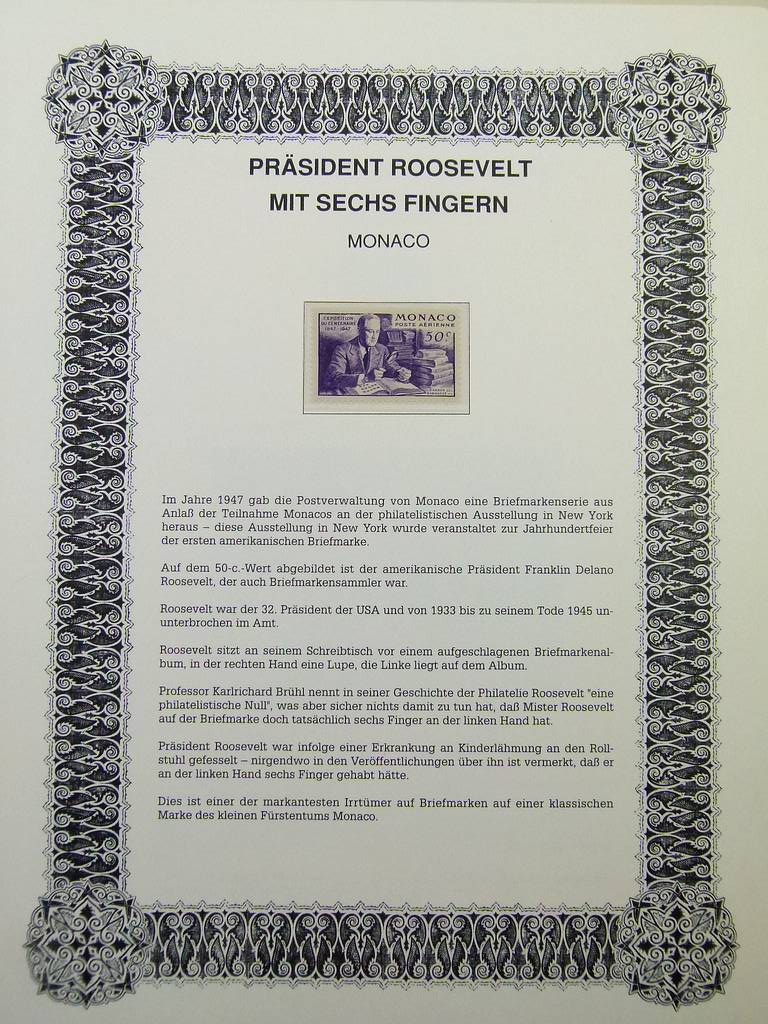 PRÄSIDENT ROOSEVELT
MIT SECHS FINGERN
MONACO
EXPOSITION
DU CENTENAIRE
1847-1947
MONACO
POSTE AÉRIENNE
50c
Im Jahre 1947 gab die Postverwaltung von Monaco eine Briefmarkenserie aus
Anlaß der Teilnahme Monacos an der philatelistischen Ausstellung in New York
heraus – diese Ausstellung in New York wurde veranstaltet zur Jahrhundertfeier
der ersten amerikanischen Briefmarke.
Auf dem 50-c.-Wert abgebildet ist der amerikanische Präsident Franklin Delano
Roosevelt, der auch Briefmarkensammler war.
Roosevelt war der 32. Präsident der USA und von 1933 bis zu seinem Tode 1945 un-
unterbrochen im Amt.
Roosevelt sitzt an seinem Schreibtisch vor einem aufgeschlagenen Briefmarkenal-
bum, in der rechten Hand eine Lupe, die Linke liegt auf dem Album.
Professor Karlrichard Brühl nennt in seiner Geschichte der Philatelie Roosevelt "eine
philatelistische Null", was aber sicher nichts damit zu tun hat, daß Mister Roosevelt
auf der Briefmarke doch tatsächlich sechs Finger an der linken Hand hat.
Präsident Roosevelt war infolge einer Erkrankung an Kinderlähmung an den Roll-
stuhl gefesselt – nirgendwo in den Veröffentlichungen über ihn ist vermerkt, daß er
an der linken Hand sechs Finger gehabt hätte.
Dies ist einer der markantesten Irrtümer auf Briefmarken auf einer klassischen
Marke des kleinen Fürstentums Monaco.